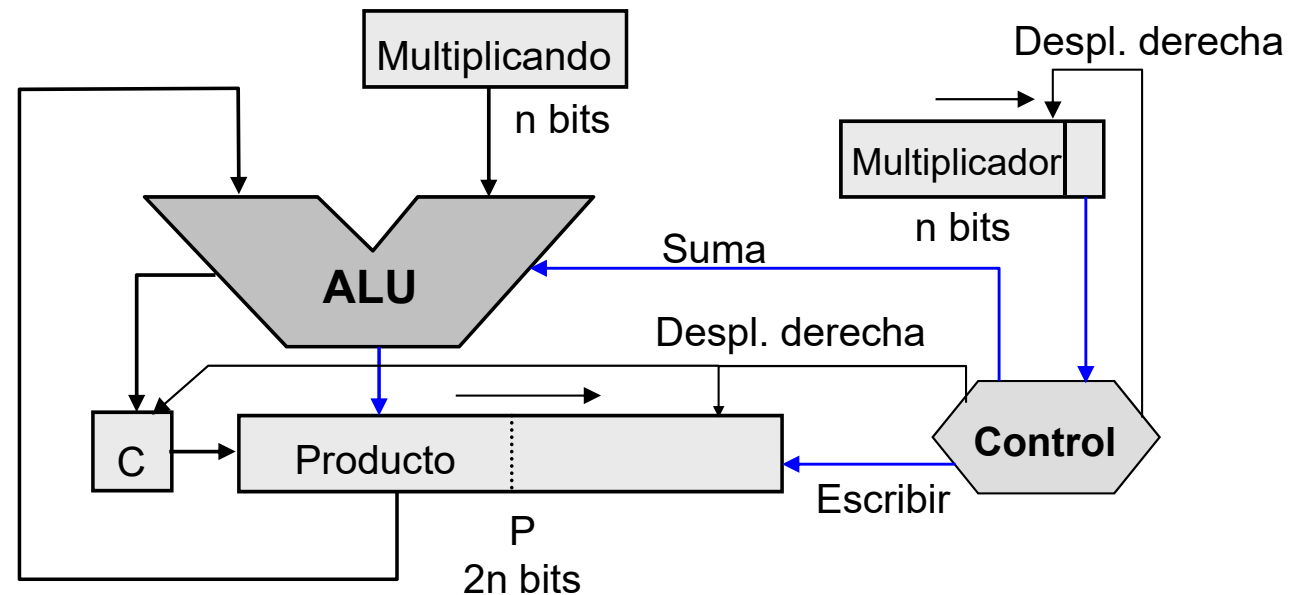 Despl. derecha
Multiplicando
n bits
Multiplicador
n bits
Suma
ALU
Despl. derecha
C
Producto
Control
Escribir
P
2n bits